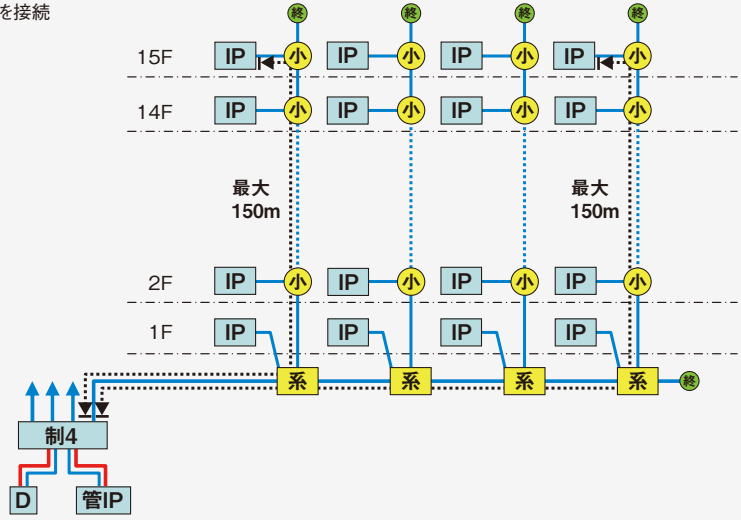 を接続
終 終 終 終
15F IP 小 IP 小 IP 小 IP 小
14F IP 小 IP 小 IP 小 IP 小
最大 最大
150m 150m
2F IP 小 IP 小 IP 小 IP 小
1F IP IP IP IP
系 系 系 系 終
制4
D 管IP